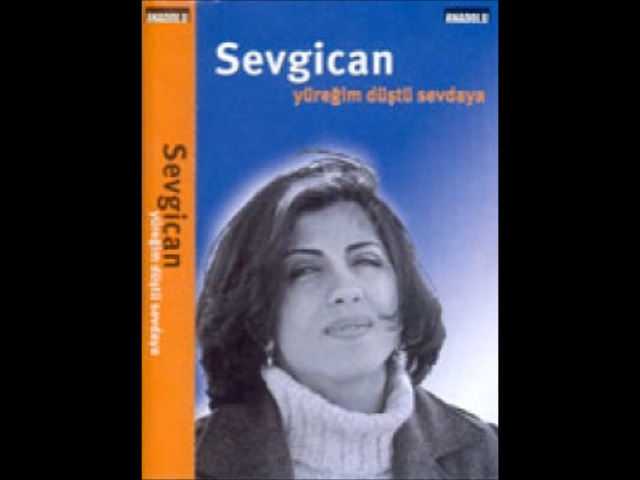 ANADOLU
ANADOLU
Sevgican
yüreğim düştü sevdaya
Sevgican
yüreğim düştü sevdaya